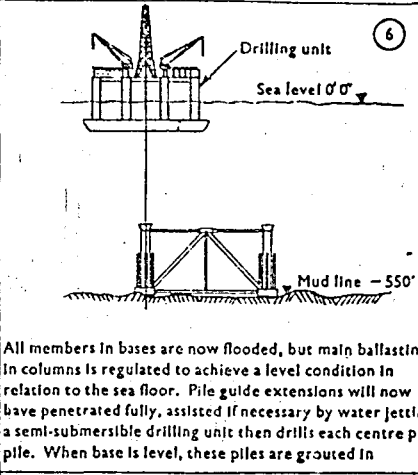 6
Drilling unit
Sea level 0'0"
Mud line – 550'
All members in bases are now flooded, but main ballastin
in columns is regulated to achieve a level condition in
relation to the sea floor. Pile guide extensions will now
have penetrated fully, assisted if necessary by water jetti
a semi-submersible drilling unit then drills each centre p
pile. When base is level, these piles are grouted in